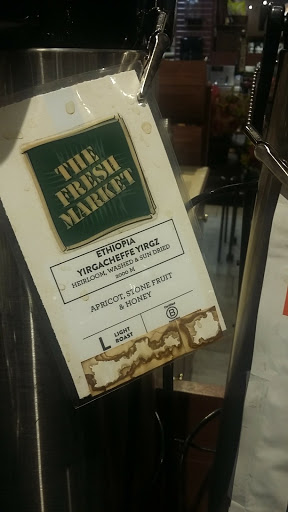 THE
FRESH
MARKET
ETHIOPIA
YIRGACHEFFE YIRGZ
HEIRLOOM, WASHED & SUN DRIED
2000 M
APRICOT, STONE FRUIT
& HONEY
L LIGHT
ROAST
B